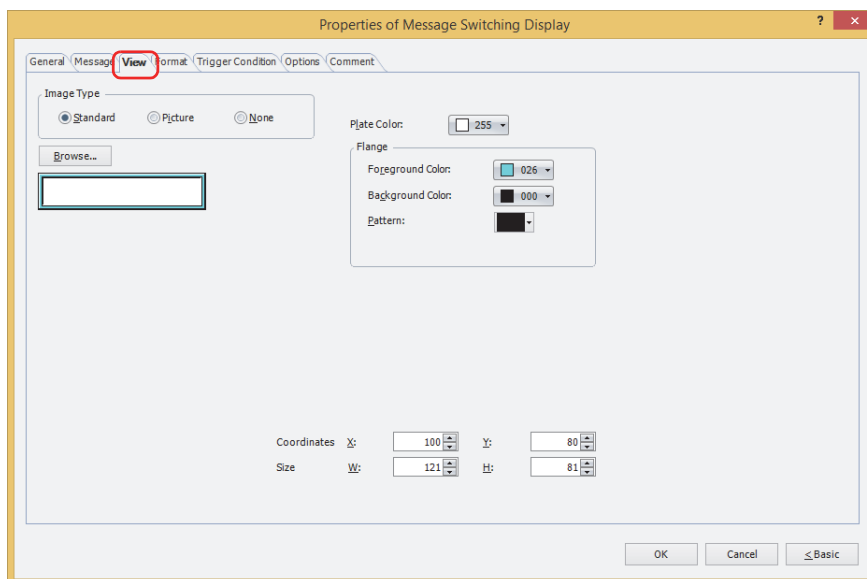 Properties of Message Switching Display
? ×
General Message View Format Trigger Condition Options Comment
Image Type
Standard Picture None
Plate Color: 255
Browse...
Flange
Foreground Color: 026
Background Color: 000
Pattern:
Coordinates X: 100 Y: 80
Size W: 121 H: 81
OK Cancel < Basic